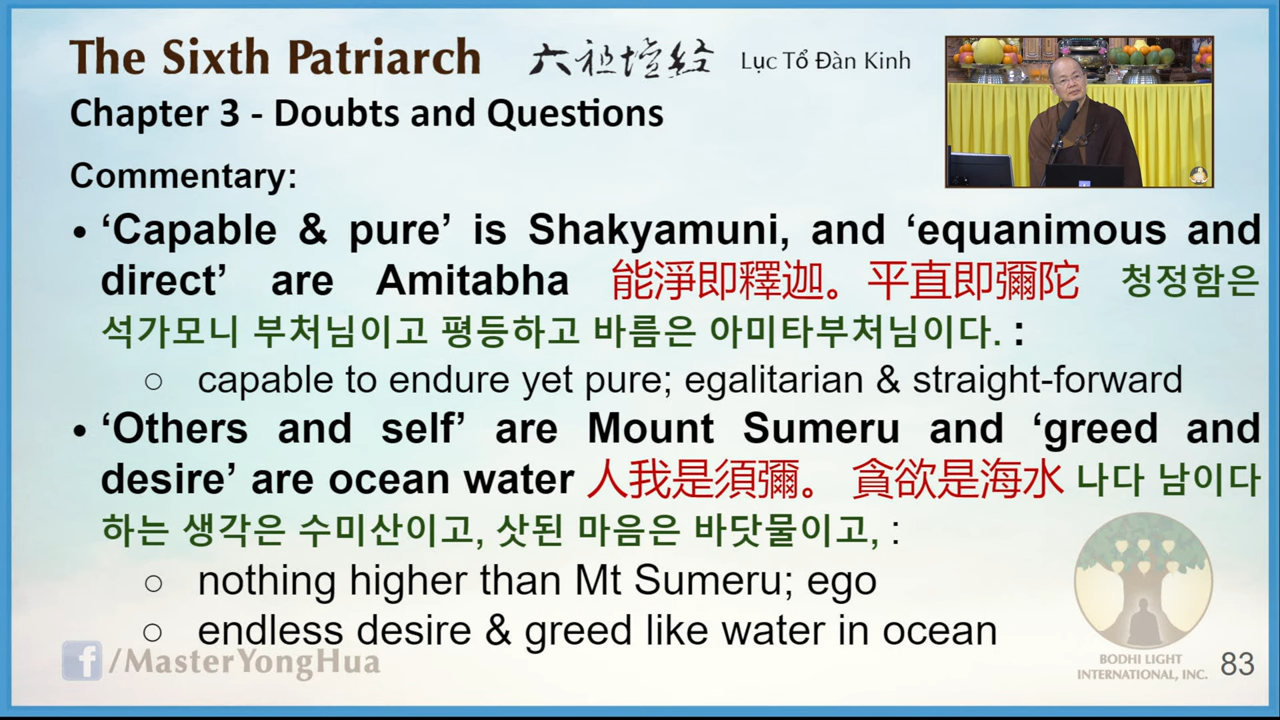 The Sixth Patriarch 六祖壇经 Lục Tổ Đàn Kinh
Chapter 3 - Doubts and Questions
Commentary:
• ‘Capable & pure’ is Shakyamuni, and ‘equanimous and
direct’ are Amitabha 能淨即釋迦。平直即彌陀 청정함은
석가모니 부처님이고 평등하고 바름은 아미타부처님이다. :
○ capable to endure yet pure; egalitarian & straight-forward
• ‘Others and self’ are Mount Sumeru and ‘greed and
desire’ are ocean water 人我是須彌。 貪欲是海水 나다 남이다
하는 생각은 수미산이고, 삿된 마음은 바닷물이고, :
○ nothing higher than Mt Sumeru; ego
○ endless desire & greed like water in ocean
f/MasterYongHua
BODHI LIGHT
INTERNATIONAL, INC.
83